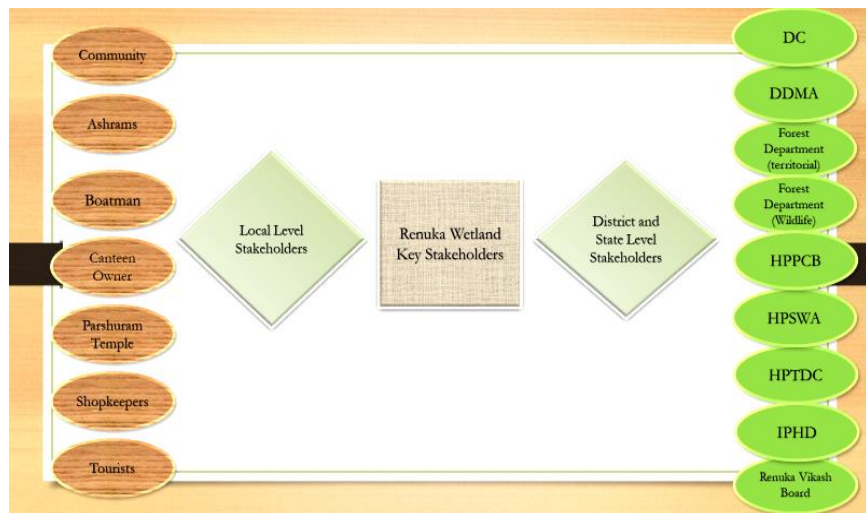 Community
Ashrams
Boatman
Canteen
Owner
Parshuram
Temple
Shopkeepers
Tourists
Local Level
Stakeholders
Renuka Wetland
Key Stakeholders
District and
State Level
Stakeholders
DC
DDMA
Forest
Department
(territorial)
Forest
Department
(Wildlife)
HPPCB
HPSWA
HPTDC
IPHD
Renuka Vikash
Board